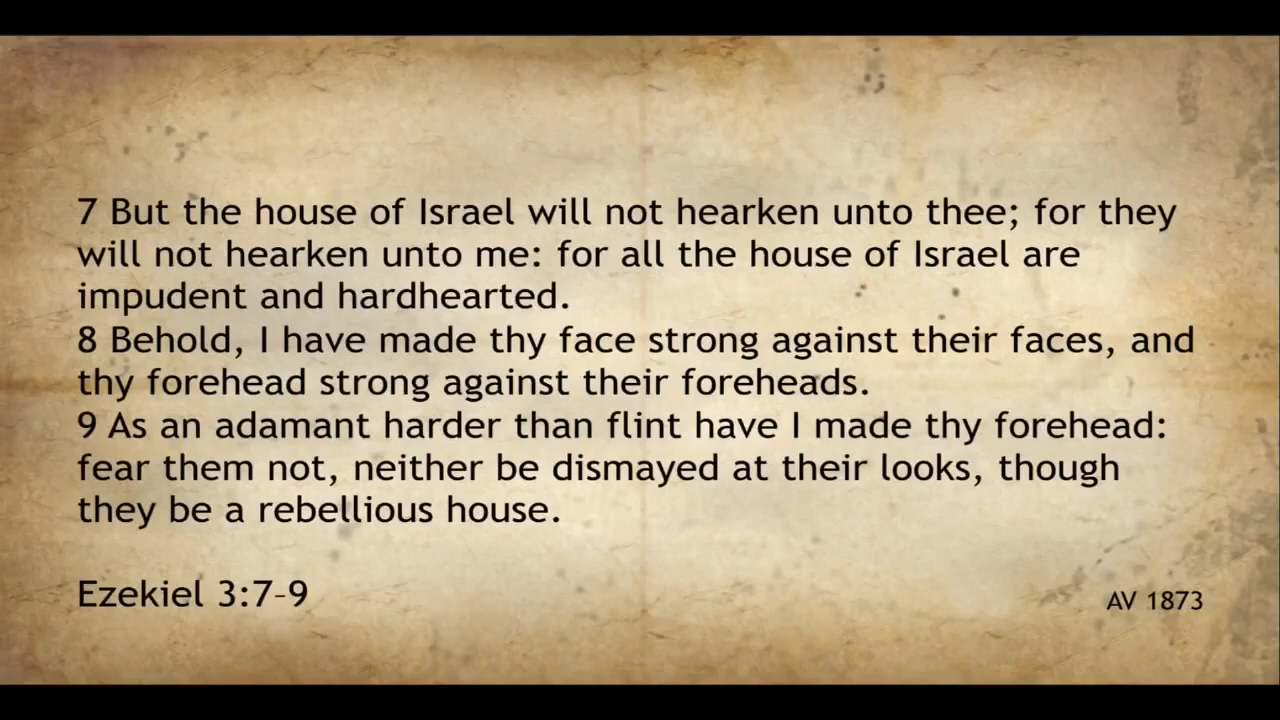 7 But the house of Israel will not hearken unto thee; for they
will not hearken unto me: for all the house of Israel are
impudent and hardhearted.
8 Behold, I have made thy face strong against their faces, and
thy forehead strong against their foreheads.
9 As an adamant harder than flint have I made thy forehead:
fear them not, neither be dismayed at their looks, though
they be a rebellious house.
Ezekiel 3:7–9
AV 1873